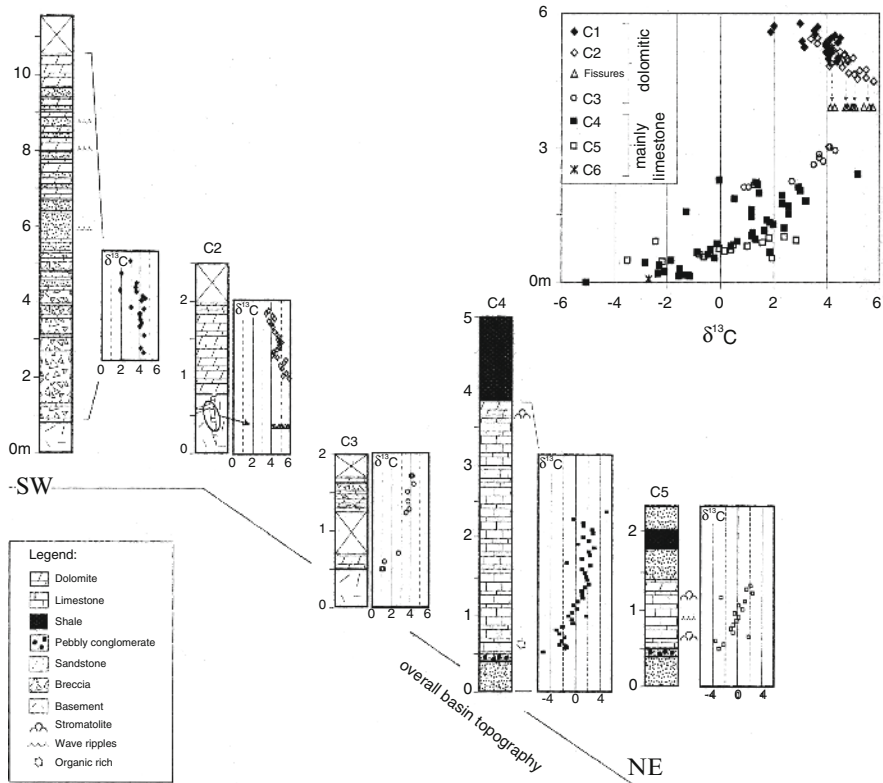 10
8
6
4
2
0m
δ¹³C
0 2 4 6
C2
2
1
0
δ¹³C
0 2 4 6
C3
2
1
0
δ¹³C
0 2 4 6
C4
5
4
3
2
1
0
δ¹³C
-4 0 4
C5
2
1
0
δ¹³C
-4 0 4
6
3
0m
-6 -4 -2 0 2 4 6
δ¹³C
C1
C2
Fissures
C3
C4
C5
C6
dolomitic
mainly
limestone
SW
overall basin topography
NE
Legend:
Dolomite
Limestone
Shale
Pebbly conglomerate
Sandstone
Breccia
Basement
Stromatolite
Wave ripples
Organic rich